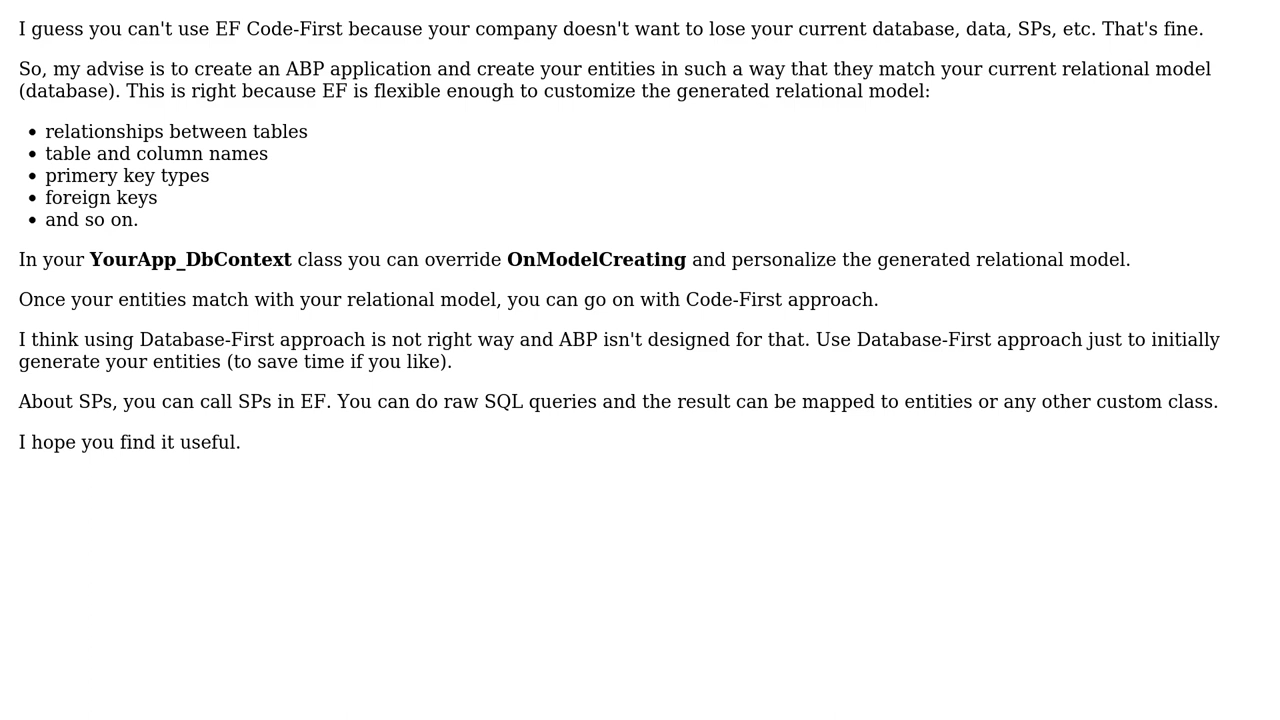 I guess you can't use EF Code-First because your company doesn't want to lose your current database, data, SPs, etc. That's fine.
So, my advise is to create an ABP application and create your entities in such a way that they match your current relational model
(database). This is right because EF is flexible enough to customize the generated relational model:
• relationships between tables
• table and column names
• primery key types
• foreign keys
• and so on.
In your YourApp_DbContext class you can override OnModelCreating and personalize the generated relational model.
Once your entities match with your relational model, you can go on with Code-First approach.
I think using Database-First approach is not right way and ABP isn't designed for that. Use Database-First approach just to initially
generate your entities (to save time if you like).
About SPs, you can call SPs in EF. You can do raw SQL queries and the result can be mapped to entities or any other custom class.
I hope you find it useful.